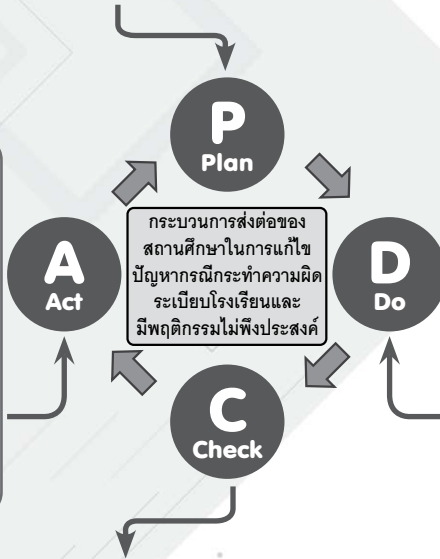 P
Plan
กระบวนการส่งต่อของ
สถานศึกษาในการแก้ไข
ปัญหากรณีกระทำความผิด
ระเบียบโรงเรียนและ
มีพฤติกรรมไม่พึงประสงค์
A
Act
D
Do
C
Check